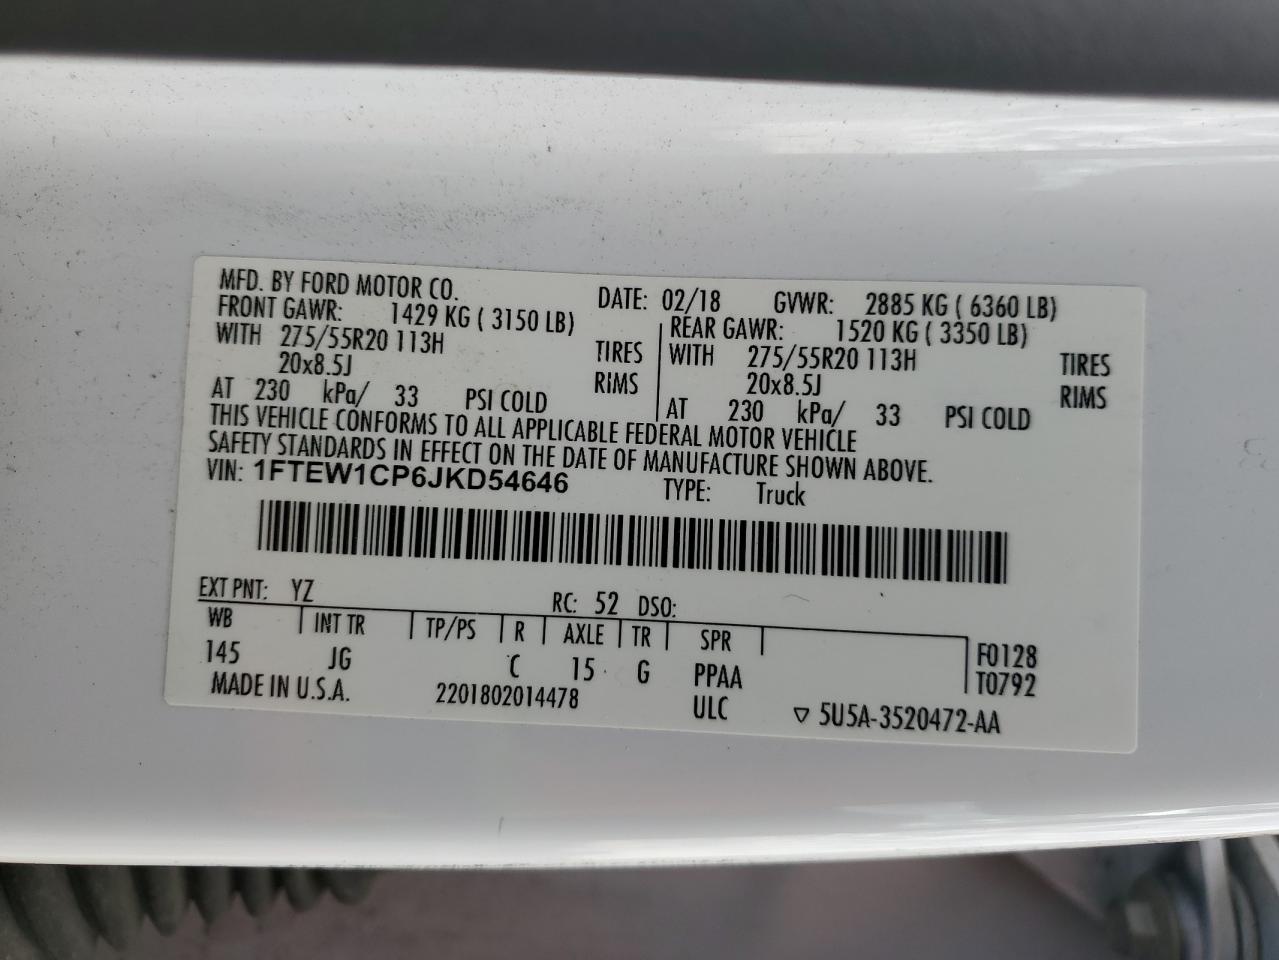 MFD. BY FORD MOTOR CO. DATE: 02/18 GVWR: 2885 KG ( 6360 LB)
FRONT GAWR: 1429 KG ( 3150 LB) REAR GAWR: 1520 KG ( 3350 LB)
WITH 275/55R20 113H TIRES WITH 275/55R20 113H TIRES
20x8.5J RIMS 20x8.5J RIMS
AT 230 kPa/ 33 PSI COLD AT 230 kPa/ 33 PSI COLD
THIS VEHICLE CONFORMS TO ALL APPLICABLE FEDERAL MOTOR VEHICLE
SAFETY STANDARDS IN EFFECT ON THE DATE OF MANUFACTURE SHOWN ABOVE.
VIN: 1FTEW1CP6JKD54646 TYPE: Truck
EXT PNT: YZ RC: 52 DSO:
WB INT TR TP/PS R AXLE TR SPR F0128
145 JG C 15 G PPAA T0792
MADE IN U.S.A. 2201802014478 ULC ▽ 5U5A-3520472-AA